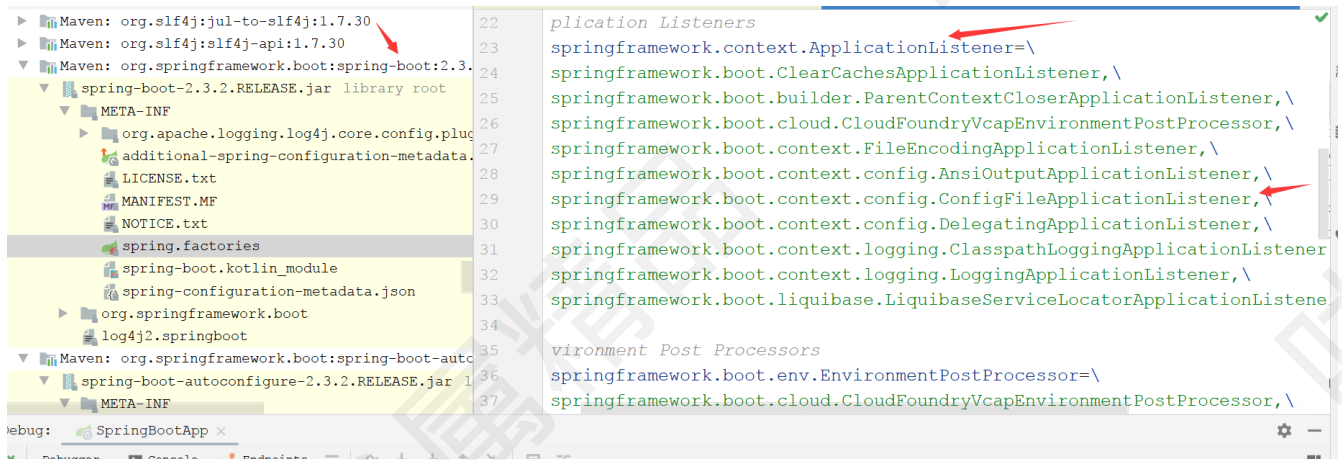 Maven: org.slf4j:jul-to-slf4j:1.7.30
Maven: org.slf4j:slf4j-api:1.7.30
Maven: org.springframework.boot:spring-boot:2.3.
spring-boot-2.3.2.RELEASE.jar library root
META-INF
org.apache.logging.log4j.core.config.plug
additional-spring-configuration-metadata.
LICENSE.txt
MANIFEST.MF
NOTICE.txt
spring.factories
spring-boot.kotlin_module
spring-configuration-metadata.json
org.springframework.boot
log4j2.springboot
Maven: org.springframework.boot:spring-boot-auto
spring-boot-autoconfigure-2.3.2.RELEASE.jar l
META-INF
22 plication Listeners
23 springframework.context.ApplicationListener=\
24 springframework.boot.ClearCachesApplicationListener,\
25 springframework.boot.builder.ParentContextCloserApplicationListener,\
26 springframework.boot.cloud.CloudFoundryVcapEnvironmentPostProcessor,\
27 springframework.boot.context.FileEncodingApplicationListener,\
28 springframework.boot.context.config.AnsiOutputApplicationListener,\
29 springframework.boot.context.config.ConfigFileApplicationListener,\
30 springframework.boot.context.config.DelegatingApplicationListener,\
31 springframework.boot.context.logging.ClasspathLoggingApplicationListener
32 springframework.boot.context.logging.LoggingApplicationListener,\
33 springframework.boot.liquibase.LiquibaseServiceLocatorApplicationListene
34
35 vironment Post Processors
36 springframework.boot.env.EnvironmentPostProcessor=\
37 springframework.boot.cloud.CloudFoundryVcapEnvironmentPostProcessor,\
ebug: SpringBootApp
Debugger Console Endpoints
属精品